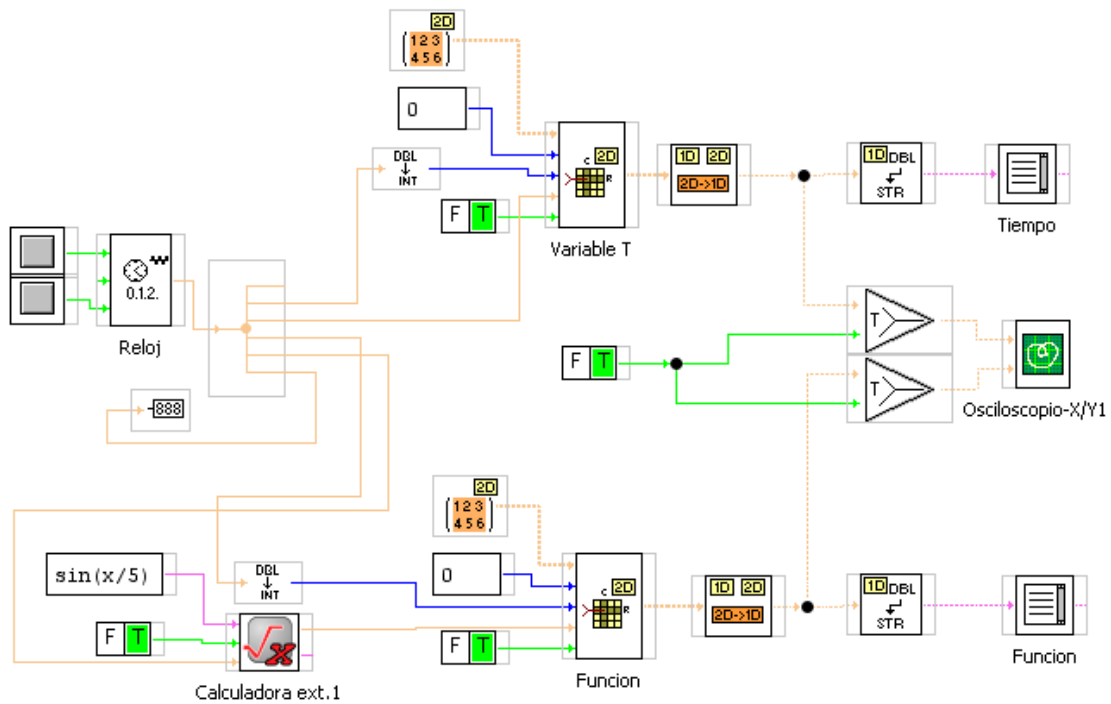 2D
1 2 3
4 5 6
0
DBL
INT
C 2D
R
F T
Variable T
1D 2D
2D->1D
1D DBL
STR
Tiempo
0.1.2.
Reloj
F T
T
T
Osciloscopio-X/Y1
-888
2D
1 2 3
4 5 6
sin(x/5)
DBL
INT
0
C 2D
R
1D 2D
2D->1D
1D DBL
STR
F T
x
F T
Funcion
Funcion
Calculadora ext.1